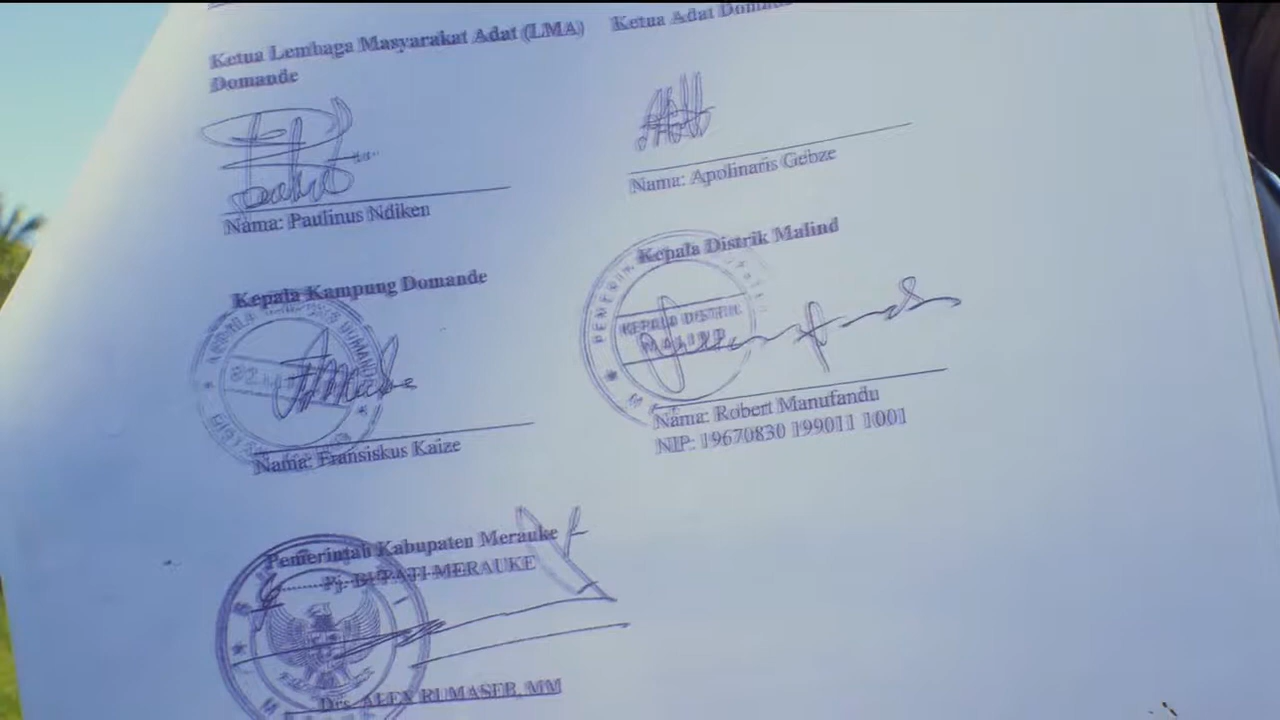 Ketua Lembaga Masyarakat Adat (LMA)
Domande
Ketua Adat
Nama: Paulinus Ndiken
Nama: Apolinaris Gebze
Kepala Kampung Domande
Kepala Distrik Malind
KEPALA DISTRIK
MALIND
Nama: Fransiskus Kaize
Nama: Robert Manufandu
NIP: 19670830 199011 1001
Pemerintah Kabupaten Merauke
Pj. BUPATI MERAUKE
Drs. ALEX RUMASEB, MM